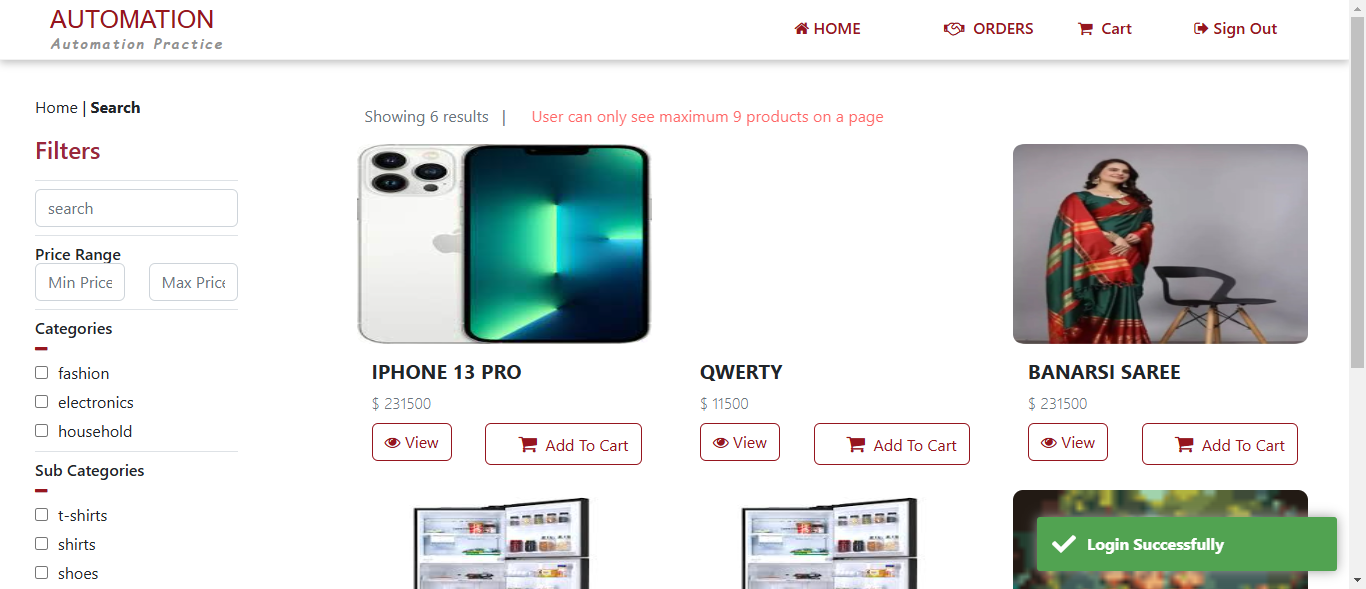 AUTOMATION
Automation Practice
HOME
ORDERS
Cart
Sign Out
Home | Search
Filters
search
Price Range
Min Price
Max Price
Categories
fashion
electronics
household
Sub Categories
t-shirts
shirts
shoes
Showing 6 results |
User can only see maximum 9 products on a page
IPHONE 13 PRO
$ 231500
View
Add To Cart
QWERTY
$ 11500
View
Add To Cart
BANARSI SAREE
$ 231500
View
Add To Cart
Login Successfully